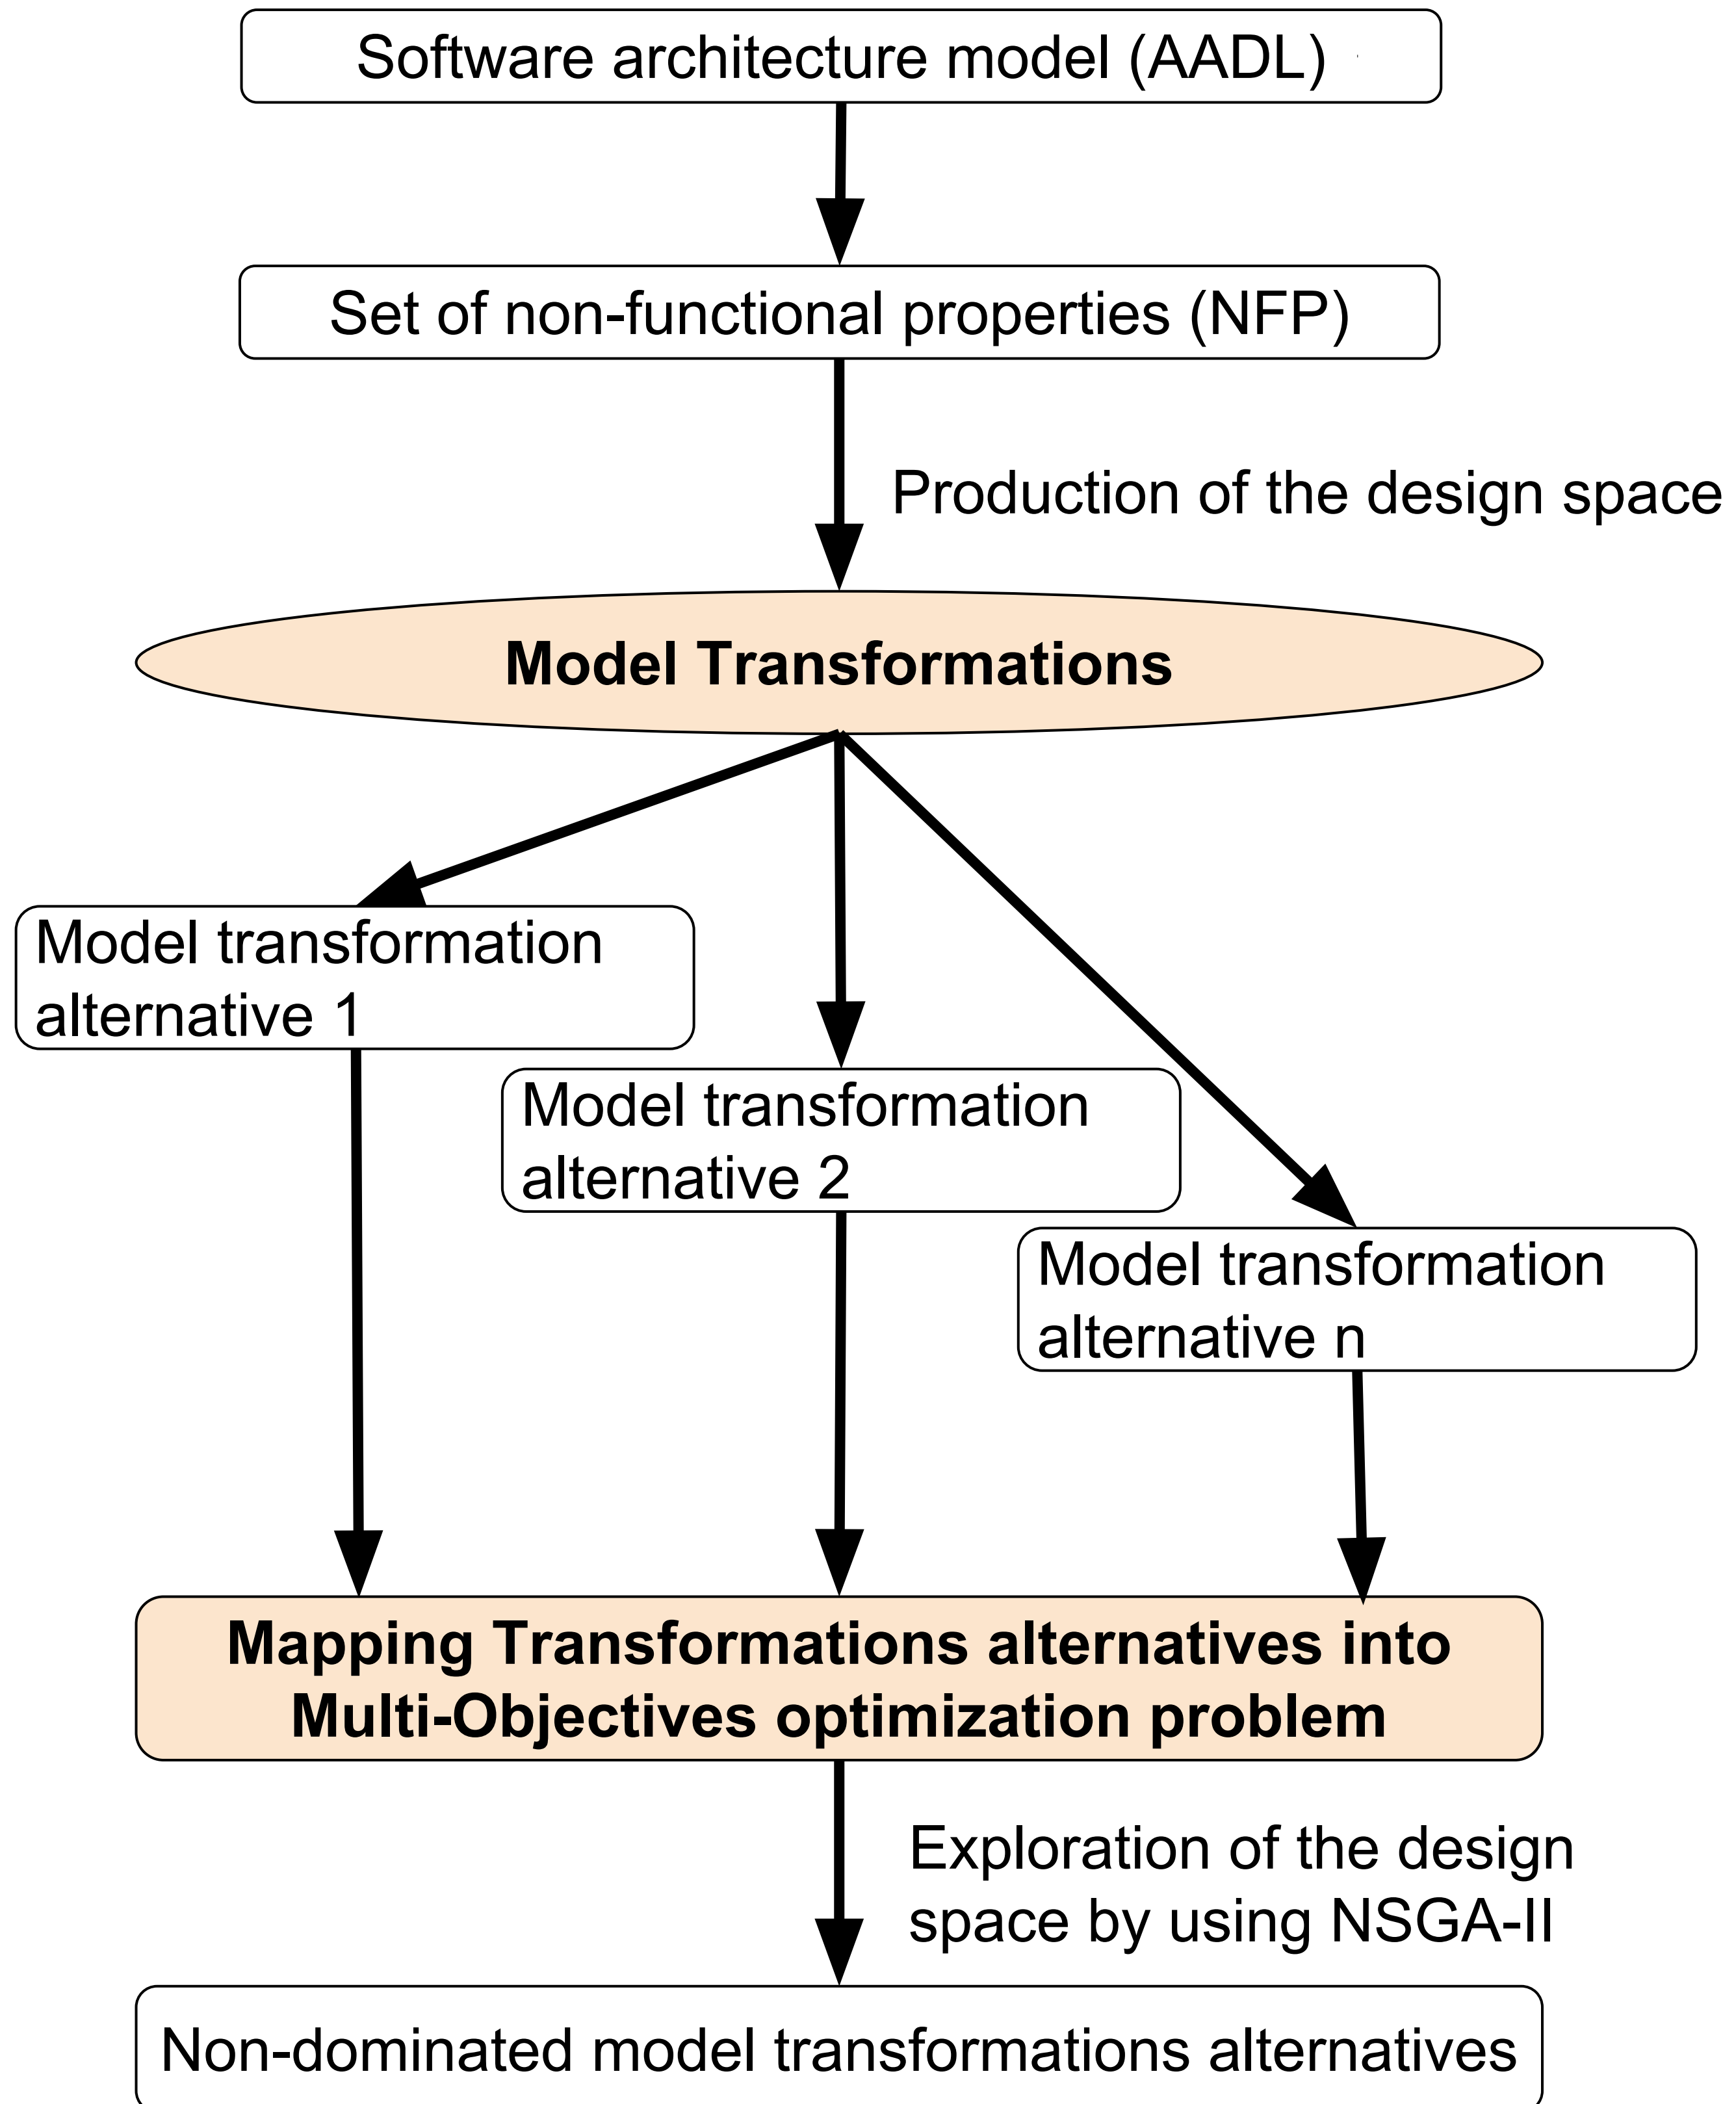 Software architecture model (AADL)
Set of non-functional properties (NFP)
Production of the design space
Model Transformations
Model transformation
alternative 1
Model transformation
alternative 2
Model transformation
alternative n
Mapping Transformations alternatives into
Multi-Objectives optimization problem
Exploration of the design
space by using NSGA-II
Non-dominated model transformations alternatives